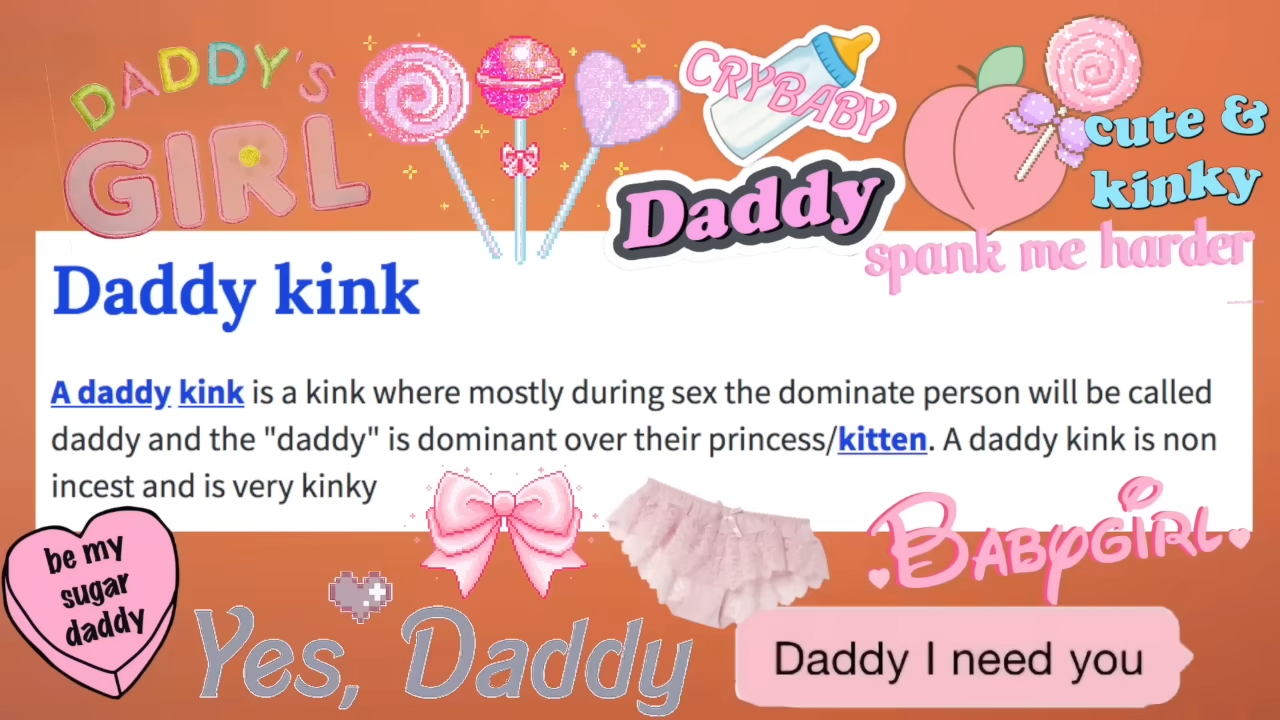 DADDY'S
GIRL
CRYBABY
Daddy
cute &
kinky
spank me harder
Daddy kink
A daddy kink is a kink where mostly during sex the dominate person will be called
daddy and the "daddy" is dominant over their princess/kitten. A daddy kink is non
incest and is very kinky
be my
sugar
daddy
Yes, Daddy
BABYGIRL
Daddy I need you